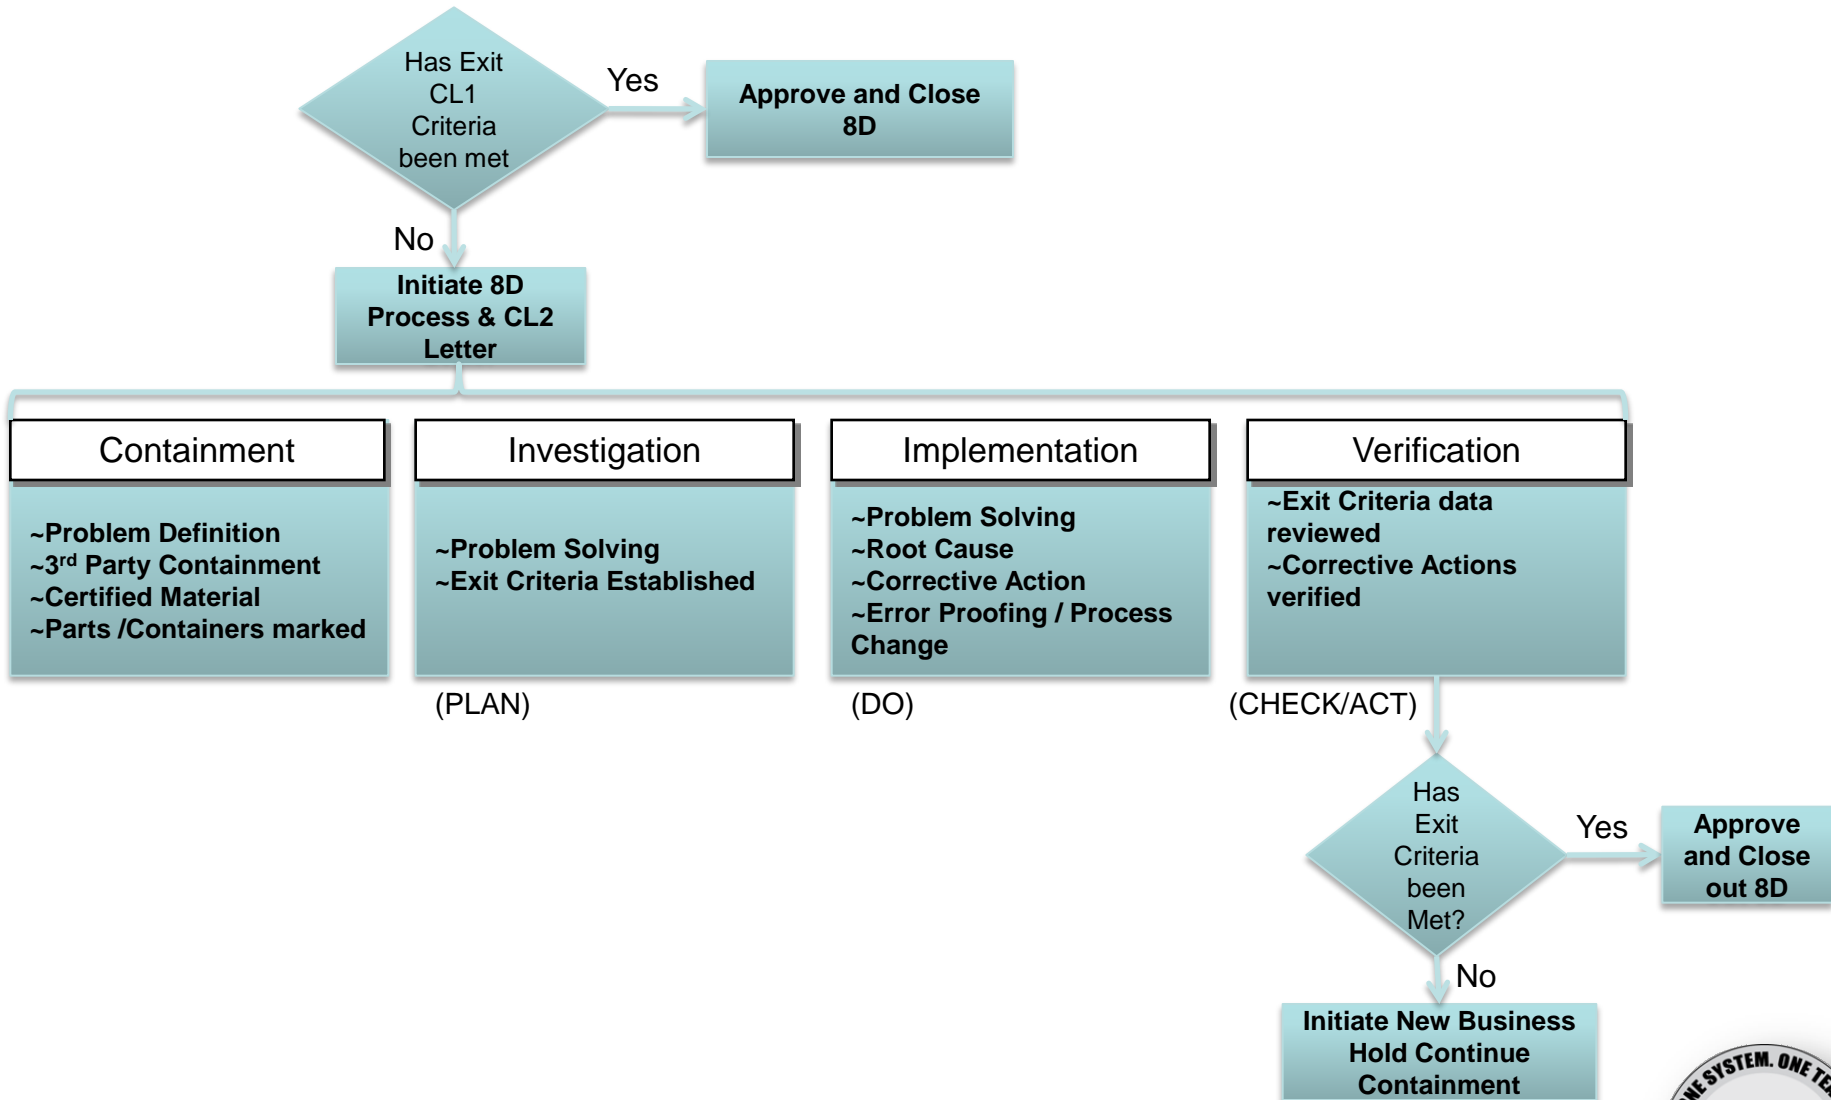 Has Exit
CL1
Criteria
been met
Yes
Approve and Close
8D
No
Initiate 8D
Process & CL2
Letter
Containment
~Problem Definition
~3rd Party Containment
~Certified Material
~Parts /Containers marked
Investigation
~Problem Solving
~Exit Criteria Established
(PLAN)
Implementation
~Problem Solving
~Root Cause
~Corrective Action
~Error Proofing / Process
Change
(DO)
Verification
~Exit Criteria data
reviewed
~Corrective Actions
verified
(CHECK/ACT)
Has
Exit
Criteria
been
Met?
Yes
Approve
and Close
out 8D
No
Initiate New Business
Hold Continue
Containment
SYSTEM. ONE